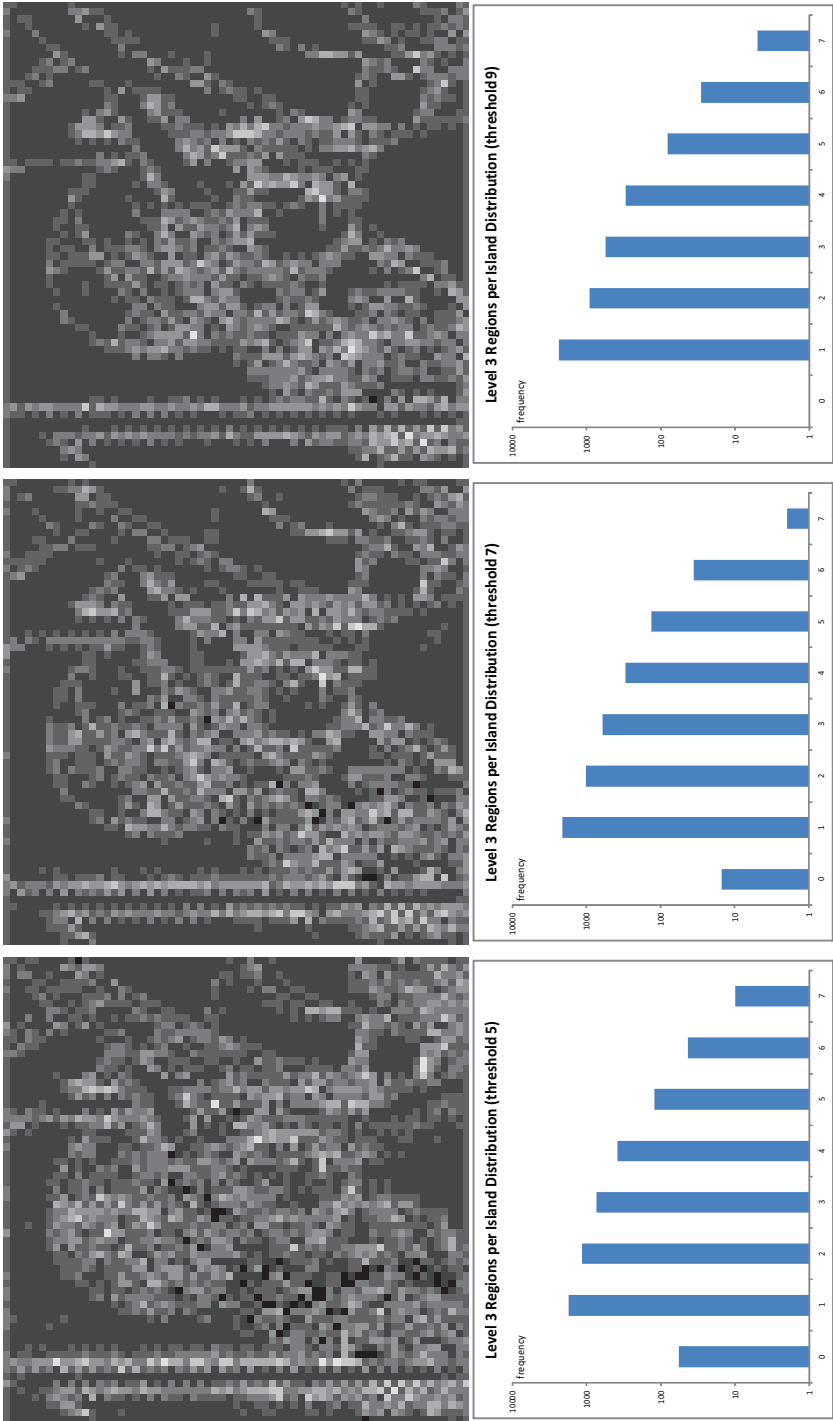 Level 3 Regions per Island Distribution (threshold 5)
frequency
10000
1000
100
10
1
0 1 2 3 4 5 6 7
Level 3 Regions per Island Distribution (threshold 7)
frequency
10000
1000
100
10
1
0 1 2 3 4 5 6 7
Level 3 Regions per Island Distribution (threshold 9)
frequency
10000
1000
100
10
1
0 1 2 3 4 5 6 7